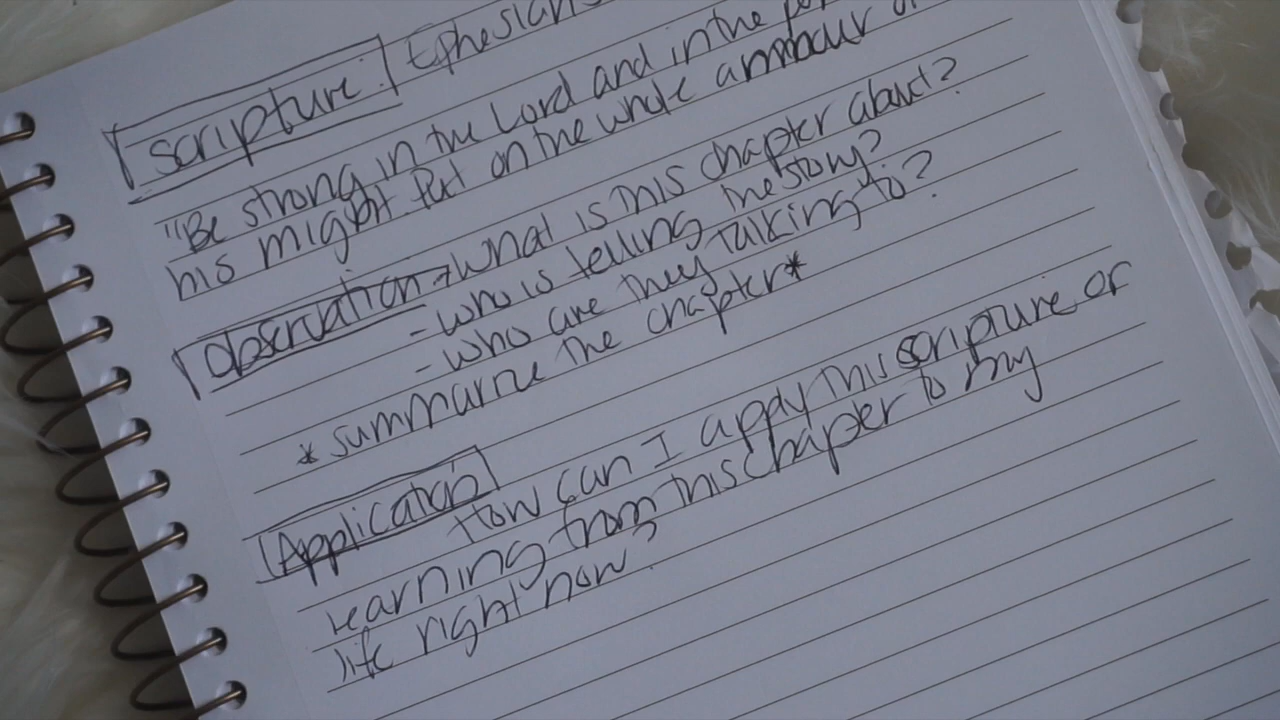 Scripture: Ephesians
"Be strong in the Lord and in the
his might. Put on the whole armour of
Observation → what is this chapter about?
- who is telling the story?
- who are they talking to?
* summarize the chapter *
Application
How can I apply this scripture or
learning from this chapter to my
life right now?